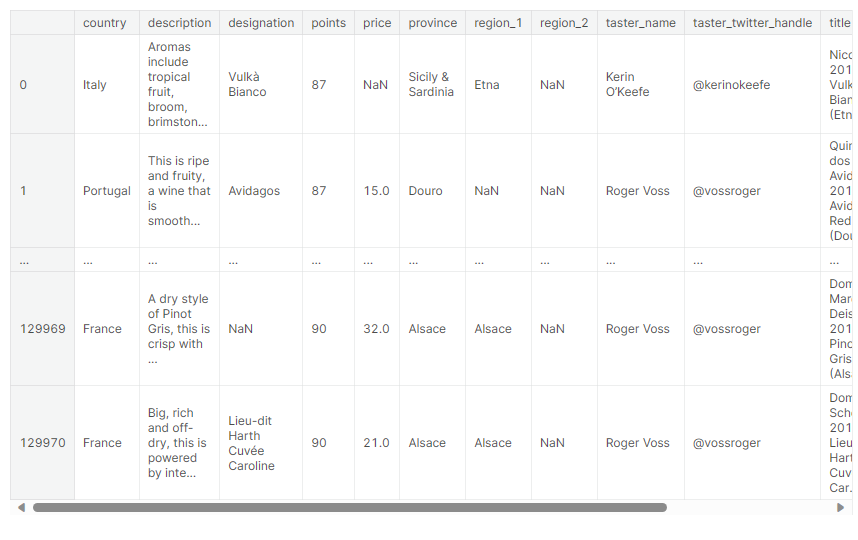 country description designation points price province region_1 region_2 taster_name taster_twitter_handle title
Aromas
include
tropical
fruit,
broom,
brimston...
0 Italy Vulkà
Bianco 87 NaN Sicily &
Sardinia Etna NaN Kerin
O'Keefe @kerinokeefe
201
Bian
(Etn
This is ripe
and fruity,
a wine that
is
smooth...
1 Portugal Avidagos 87 15.0 Douro NaN NaN Roger Voss @vossroger
dos
Avid
201
Avid
Red
(Dou
... ... ... ... ... ... ... ... ... ... ... ...
A dry style
of Pinot
Gris, this is
crisp with
...
129969 France NaN 90 32.0 Alsace Alsace NaN Roger Voss @vossroger
Dom
Mar
Deis
201
Pino
Gris
(Als
Big, rich
and off-
dry, this is
powered
by inte...
129970 France Lieu-dit
Harth
Cuvée
Caroline 90 21.0 Alsace Alsace NaN Roger Voss @vossroger
Dom
Sch
201
Lieu
Hart
Cuv
Car...